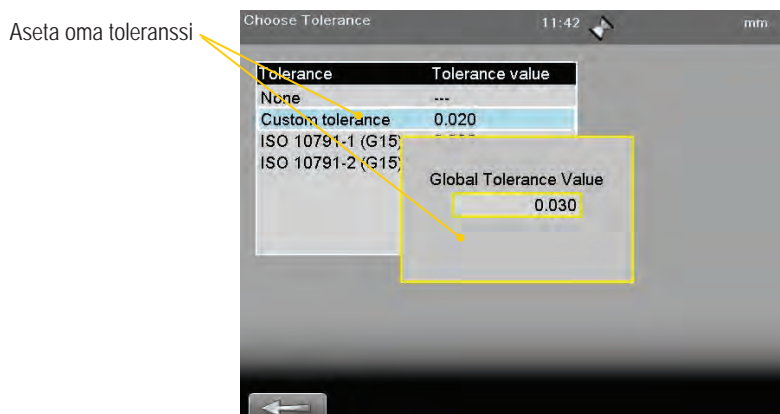 Aseta oma toleranssi
Choose Tolerance 11:42 mm
Tolerance Tolerance value
None ---
Custom tolerance 0.020
ISO 10791-1 (G15)
ISO 10791-2 (G15)
Global Tolerance Value
0.030